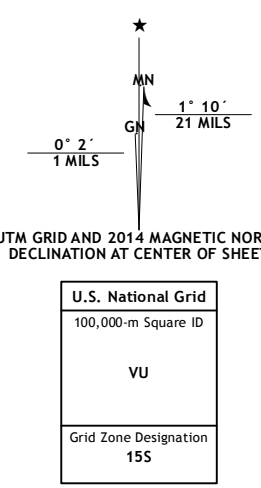 ★
MN
1° 10´
GN
21 MILS
0° 2´
1 MILS
UTM GRID AND 2014 MAGNETIC NOR
DECLINATION AT CENTER OF SHEET
U.S. National Grid
100,000-m Square ID
VU
Grid Zone Designation
15S